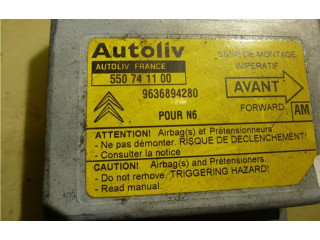 Autoliv
AUTOLIV FRANCE
550 74 11 00
9636894280
POUR N6
SENS DE MONTAGE
IMPERATIF
AVANT
FORWARD
AM
ATTENTION! Airbag(s) et Prétensionneurs
- Ne pas démonter. RISQUE DE DECLENCHEMENT!
- Consulter la notice
CAUTION! Airbag(s) and Pretensioners.
- Do not remove. TRIGGERING HAZARD!
- Read manual.